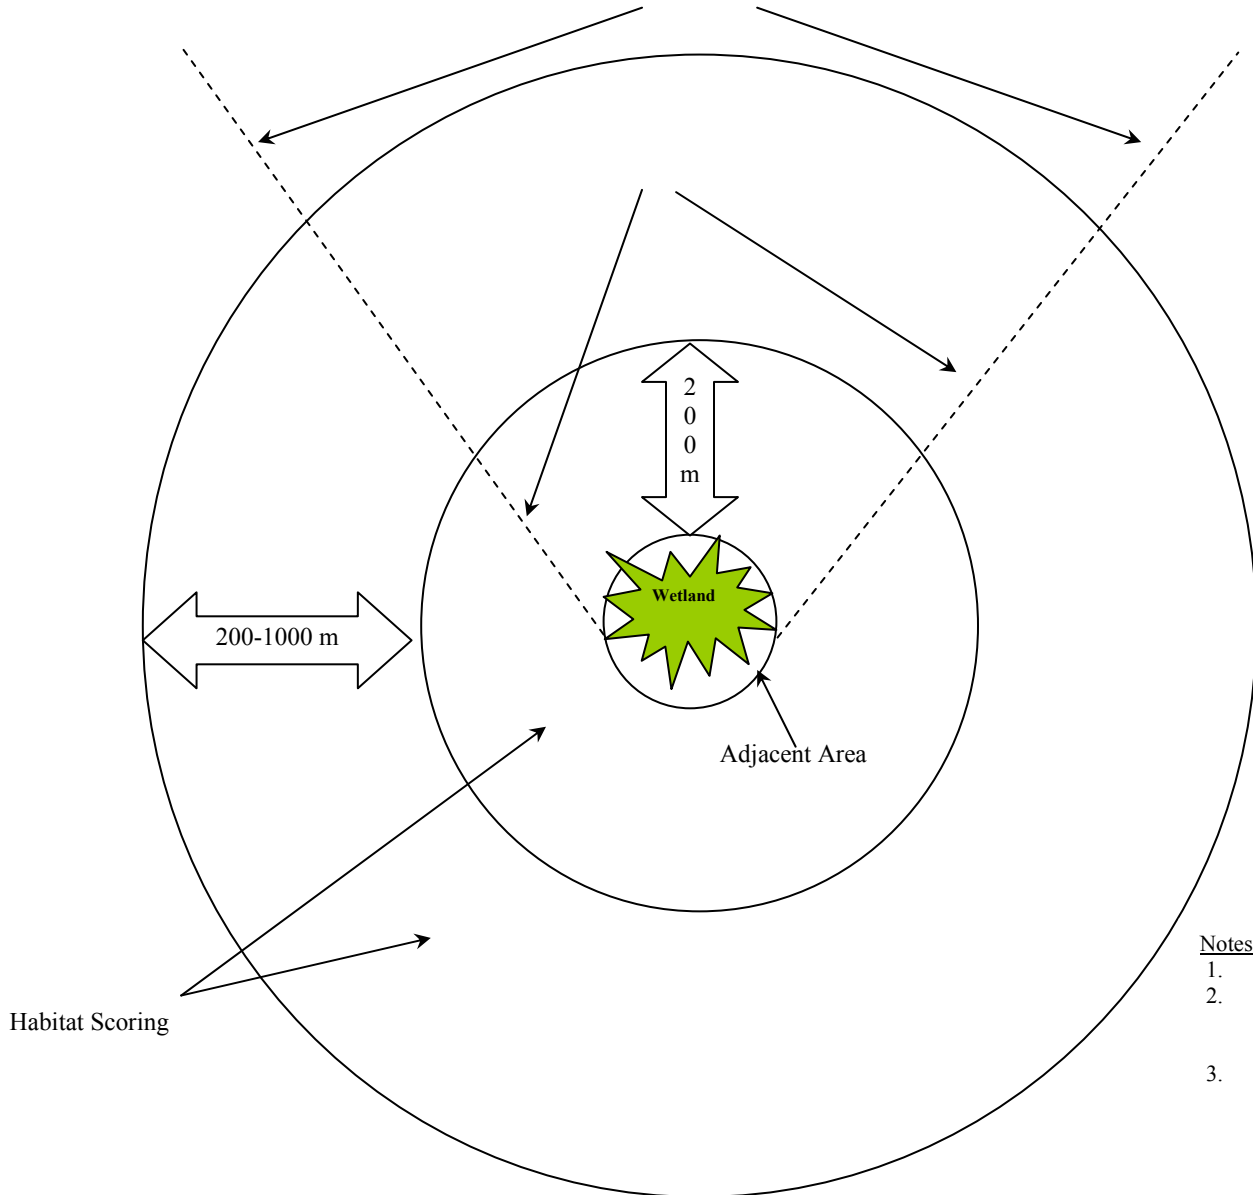 2
0
0
m
Wetland
200-1000 m
Adjacent Area
Habitat Scoring
Notes
1.
2.
3.